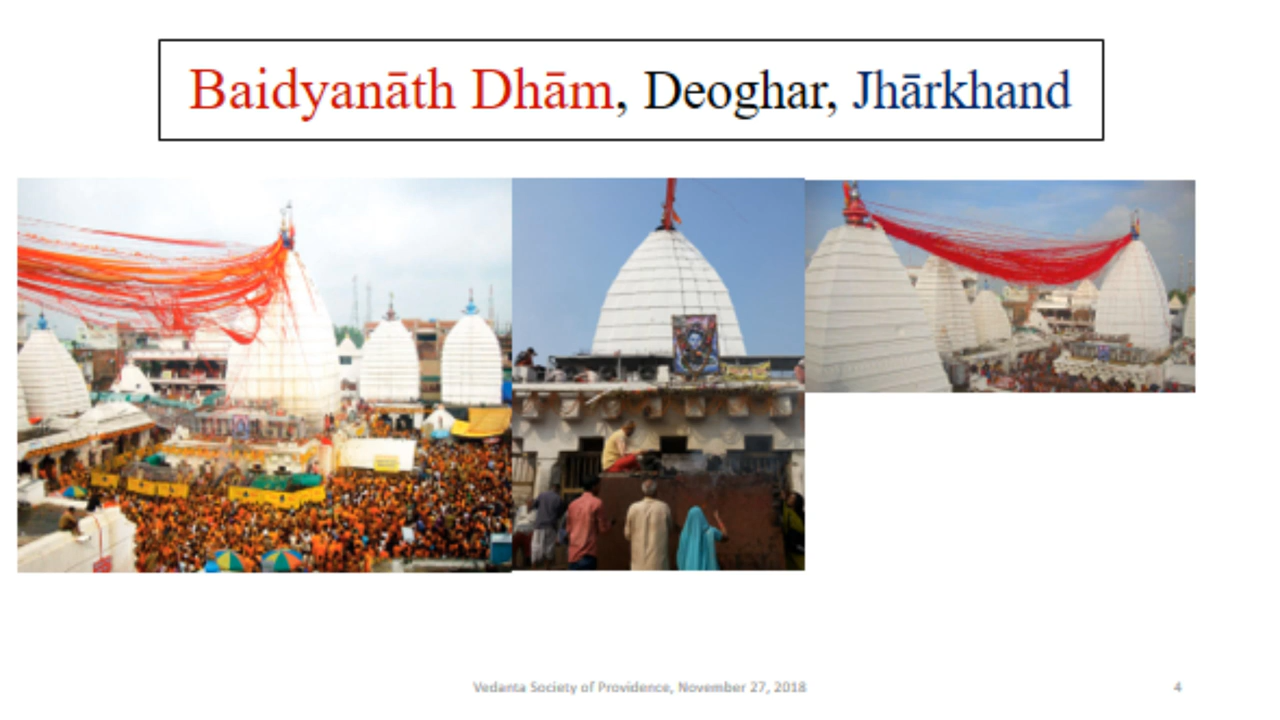 Baidyanāth Dhām, Deoghar, Jhārkhand
Vedanta Society of Providence, November 27, 2018
4